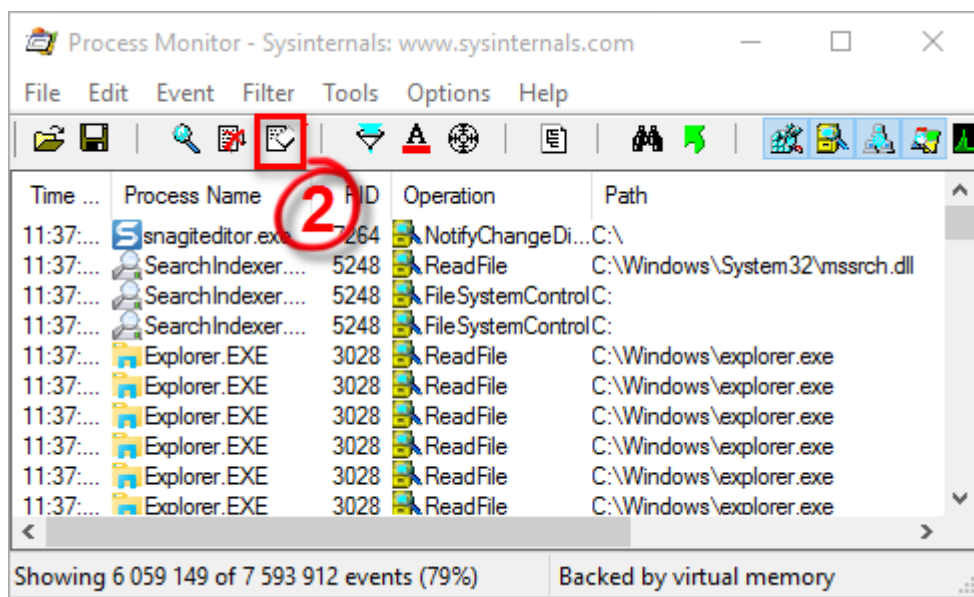 Process Monitor - Sysinternals: www.sysinternals.com
File Edit Event Filter Tools Options Help
Time ... Process Name PID Operation Path
11:37:... snagiteditor.exe 7264 NotifyChangeDi... C:\
11:37:... SearchIndexer.... 5248 ReadFile C:\Windows\System32\mssrch.dll
11:37:... SearchIndexer.... 5248 FileSystemControl C:
11:37:... SearchIndexer.... 5248 FileSystemControl C:
11:37:... Explorer.EXE 3028 ReadFile C:\Windows\explorer.exe
11:37:... Explorer.EXE 3028 ReadFile C:\Windows\explorer.exe
11:37:... Explorer.EXE 3028 ReadFile C:\Windows\explorer.exe
11:37:... Explorer.EXE 3028 ReadFile C:\Windows\explorer.exe
11:37:... Explorer.EXE 3028 ReadFile C:\Windows\explorer.exe
11:37:... Explorer.EXE 3028 ReadFile C:\Windows\explorer.exe
2
Showing 6 059 149 of 7 593 912 events (79%) Backed by virtual memory